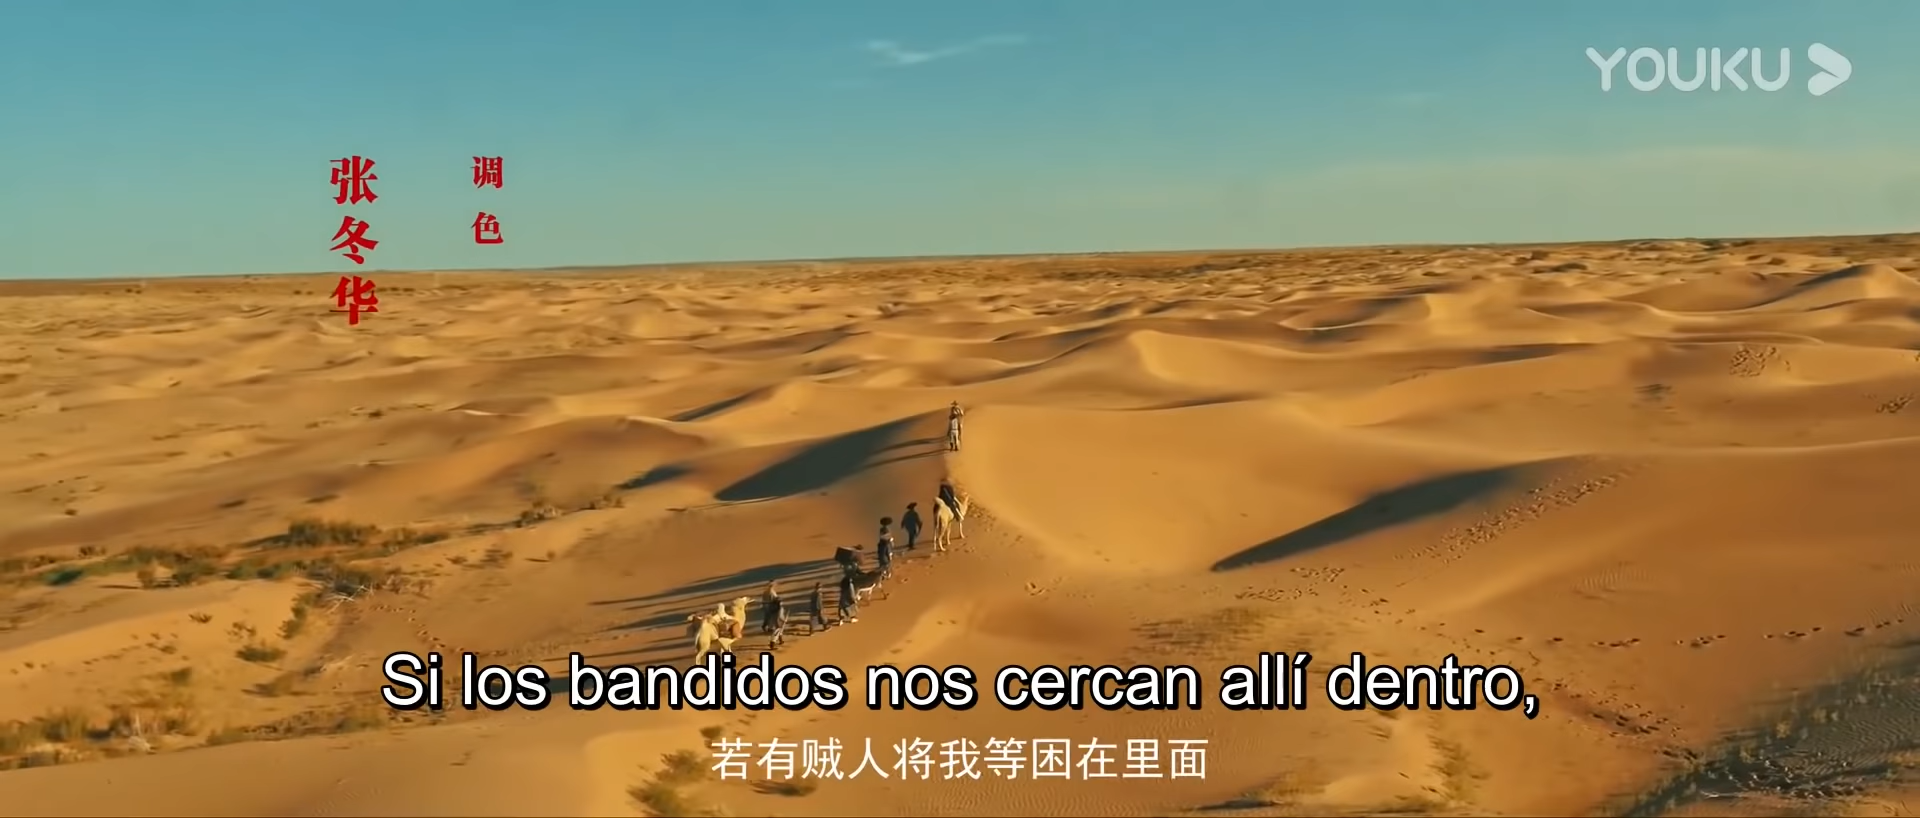 YOUKU
调色
张冬华
Si los bandidos nos cercan allí dentro,
若有贼人将我等困在里面